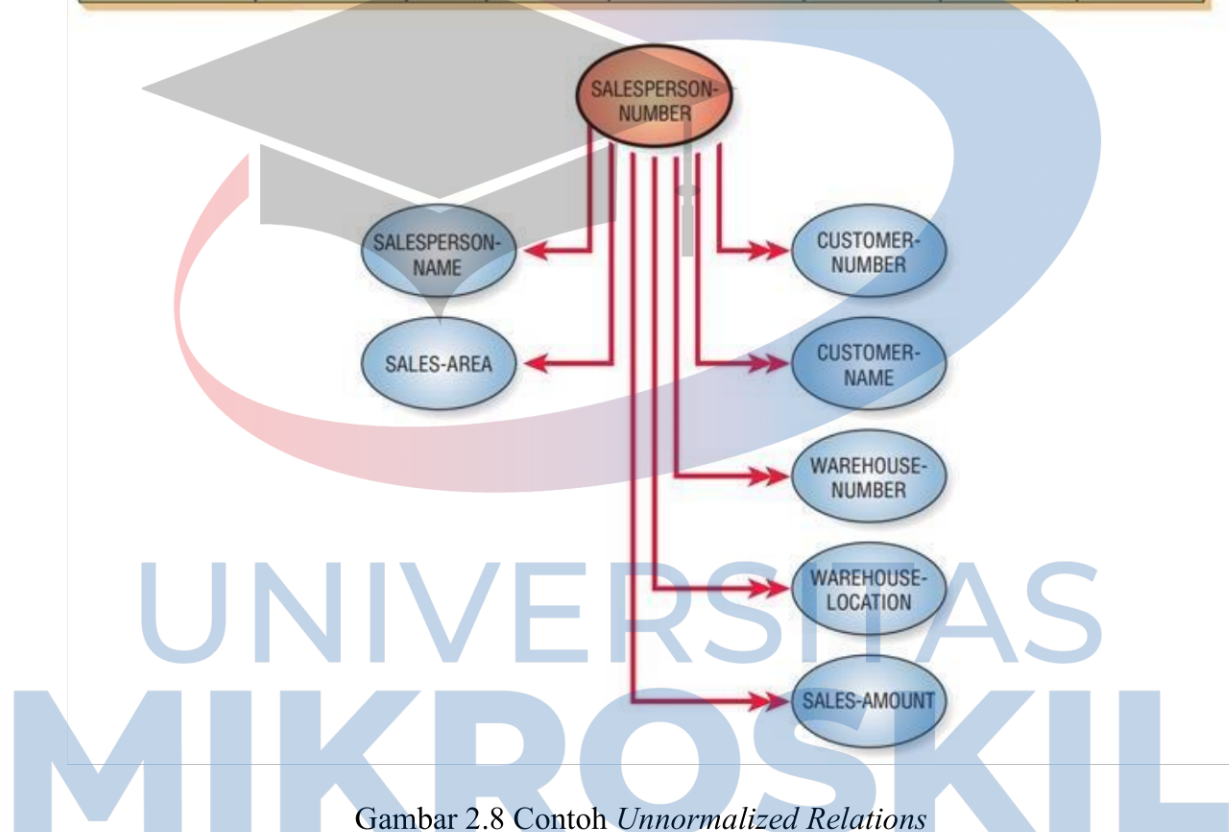 SALESPERSON-
NUMBER
SALESPERSON-
NAME
SALES-AREA
CUSTOMER-
NUMBER
CUSTOMER-
NAME
WAREHOUSE-
NUMBER
WAREHOUSE-
LOCATION
SALES-AMOUNT
UNIVERSITAS
MIKROSKIL
Gambar 2.8 Contoh Unnormalized Relations